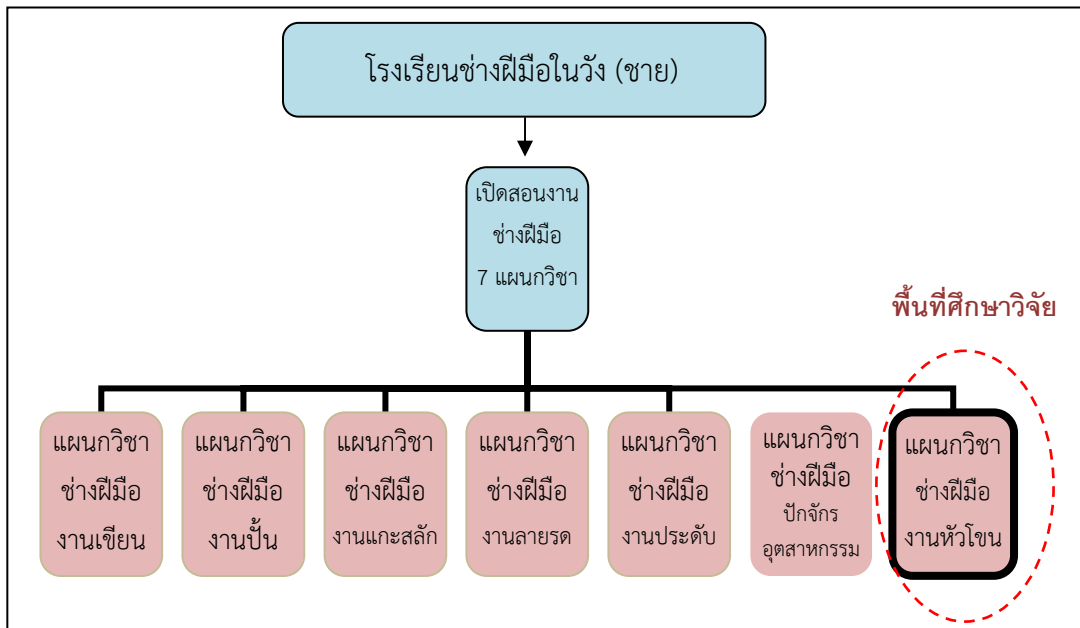 โรงเรียนช่างฝีมือในวัง (ชาย)
เปิดสอนงาน
ช่างฝีมือ
7 แผนกวิชา
พื้นที่ศึกษาวิจัย
แผนกวิชา
ช่างฝีมือ
งานเขียน
แผนกวิชา
ช่างฝีมือ
งานปั้น
แผนกวิชา
ช่างฝีมือ
งานแกะสลัก
แผนกวิชา
ช่างฝีมือ
งานลายรด
แผนกวิชา
ช่างฝีมือ
งานประดับ
แผนกวิชา
ช่างฝีมือ
ปักจักร
อุตสาหกรรม
แผนกวิชา
ช่างฝีมือ
งานหัวโขน